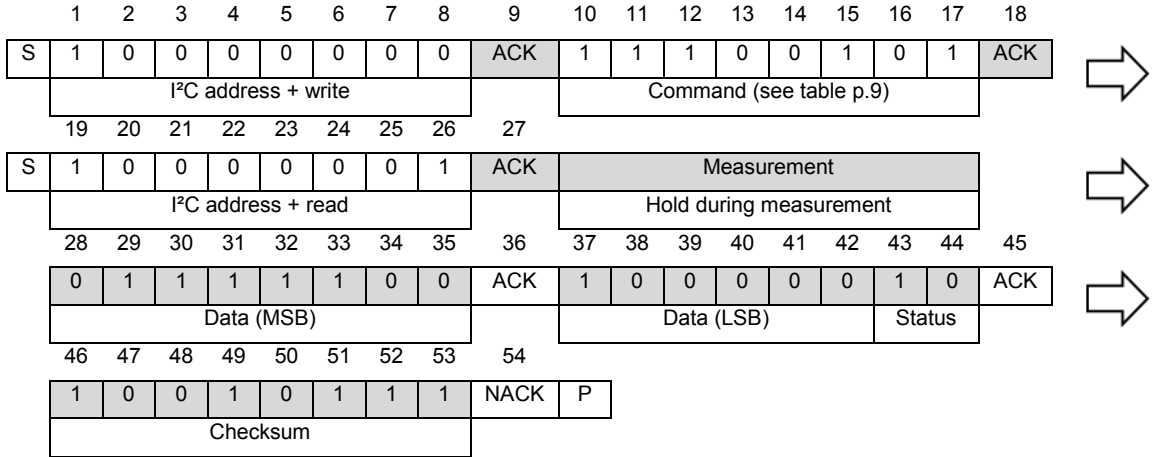 1 2 3 4 5 6 7 8 9 10 11 12 13 14 15 16 17 18
S 1 0 0 0 0 0 0 0 ACK 1 1 1 0 0 1 0 1 ACK
I²C address + write Command (see table p.9)
19 20 21 22 23 24 25 26 27
S 1 0 0 0 0 0 0 1 ACK Measurement
I²C address + read Hold during measurement
28 29 30 31 32 33 34 35 36 37 38 39 40 41 42 43 44 45
0 1 1 1 1 1 0 0 ACK 1 0 0 0 0 0 1 0 ACK
Data (MSB) Data (LSB) Status
46 47 48 49 50 51 52 53 54
1 0 0 1 0 1 1 1 NACK P
Checksum